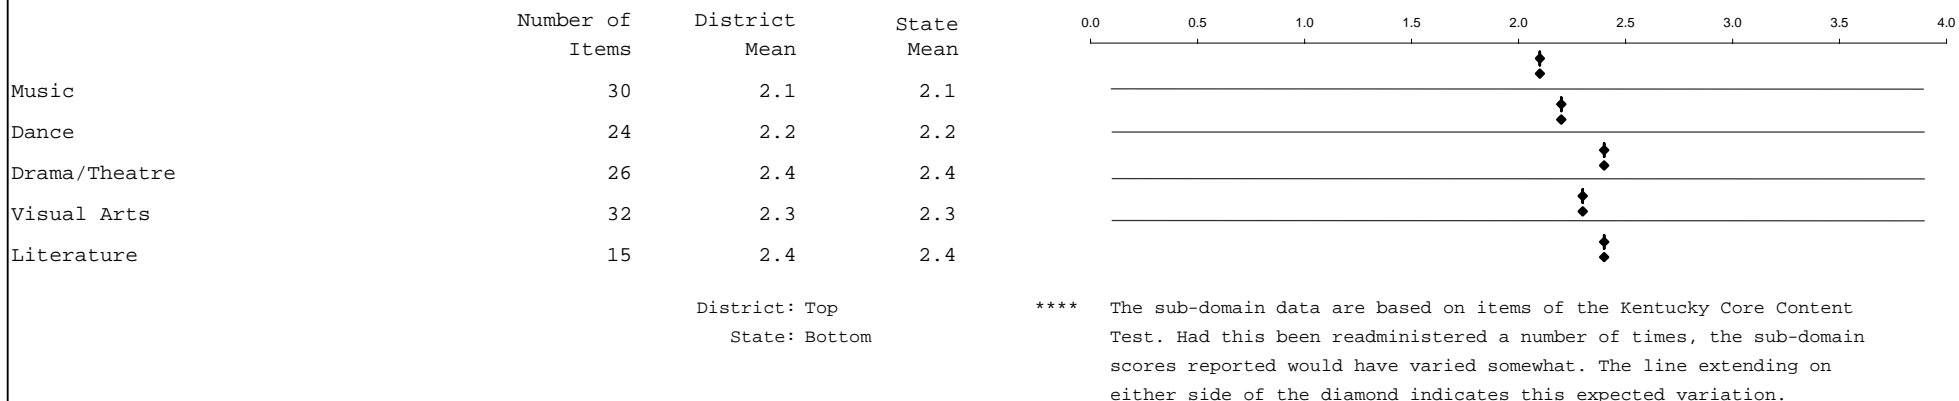 Number of District State
Items Mean Mean
0.0 0.5 1.0 1.5 2.0 2.5 3.0 3.5 4.0
Music 30 2.1 2.1
Dance 24 2.2 2.2
Drama/Theatre 26 2.4 2.4
Visual Arts 32 2.3 2.3
Literature 15 2.4 2.4
District: Top
State: Bottom
**** The sub-domain data are based on items of the Kentucky Core Content
Test. Had this been readministered a number of times, the sub-domain
scores reported would have varied somewhat. The line extending on
either side of the diamond indicates this expected variation.